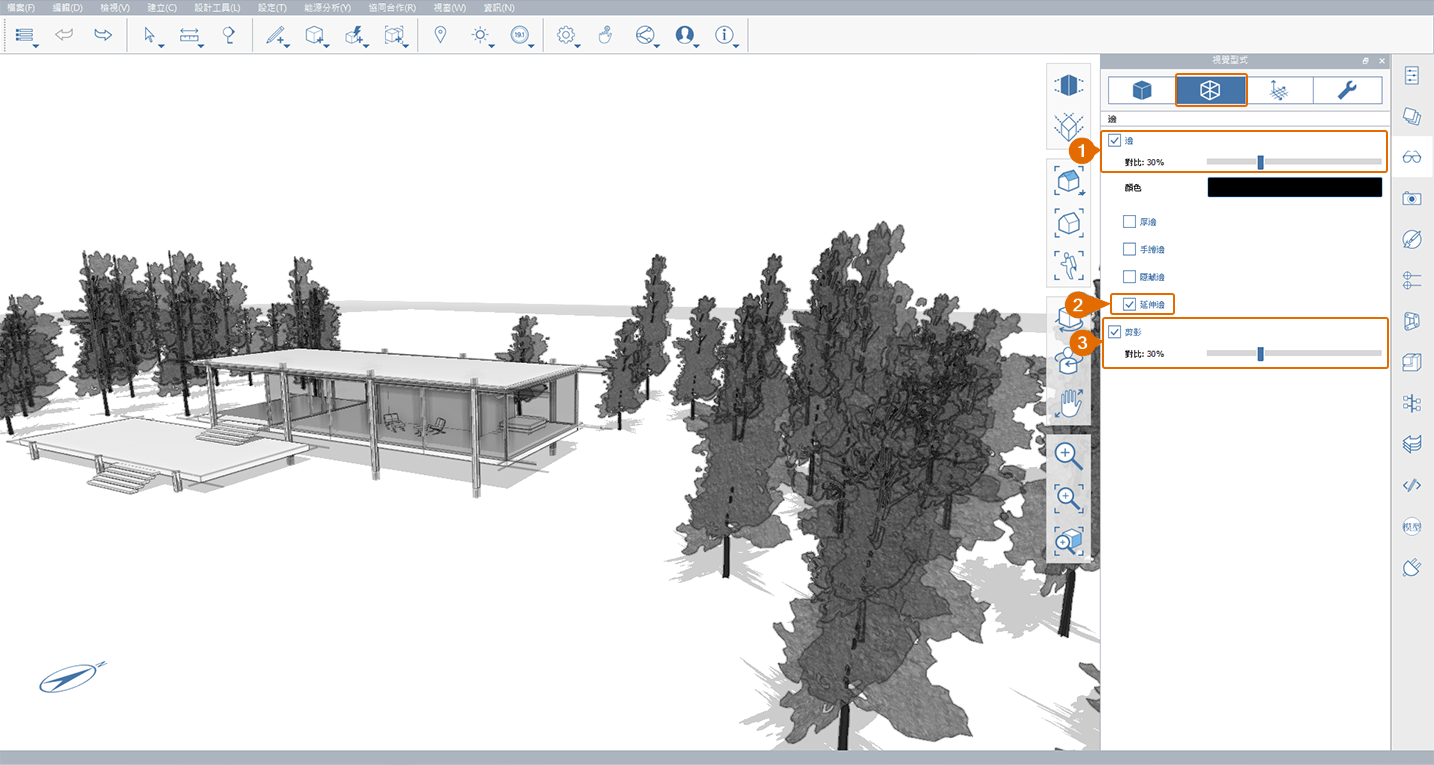 檔案(F) 編輯(D) 檢視(V) 建立(C) 設計工具(L) 設定(T) 能源分析(Y) 協同合作(R) 視窗(W) 資訊(N)
19.1
視覺型式
邊
1
邊
對比: 30%
顏色
厚邊
手繪邊
隱藏邊
2
延伸邊
3
剪影
對比: 30%
模型
N